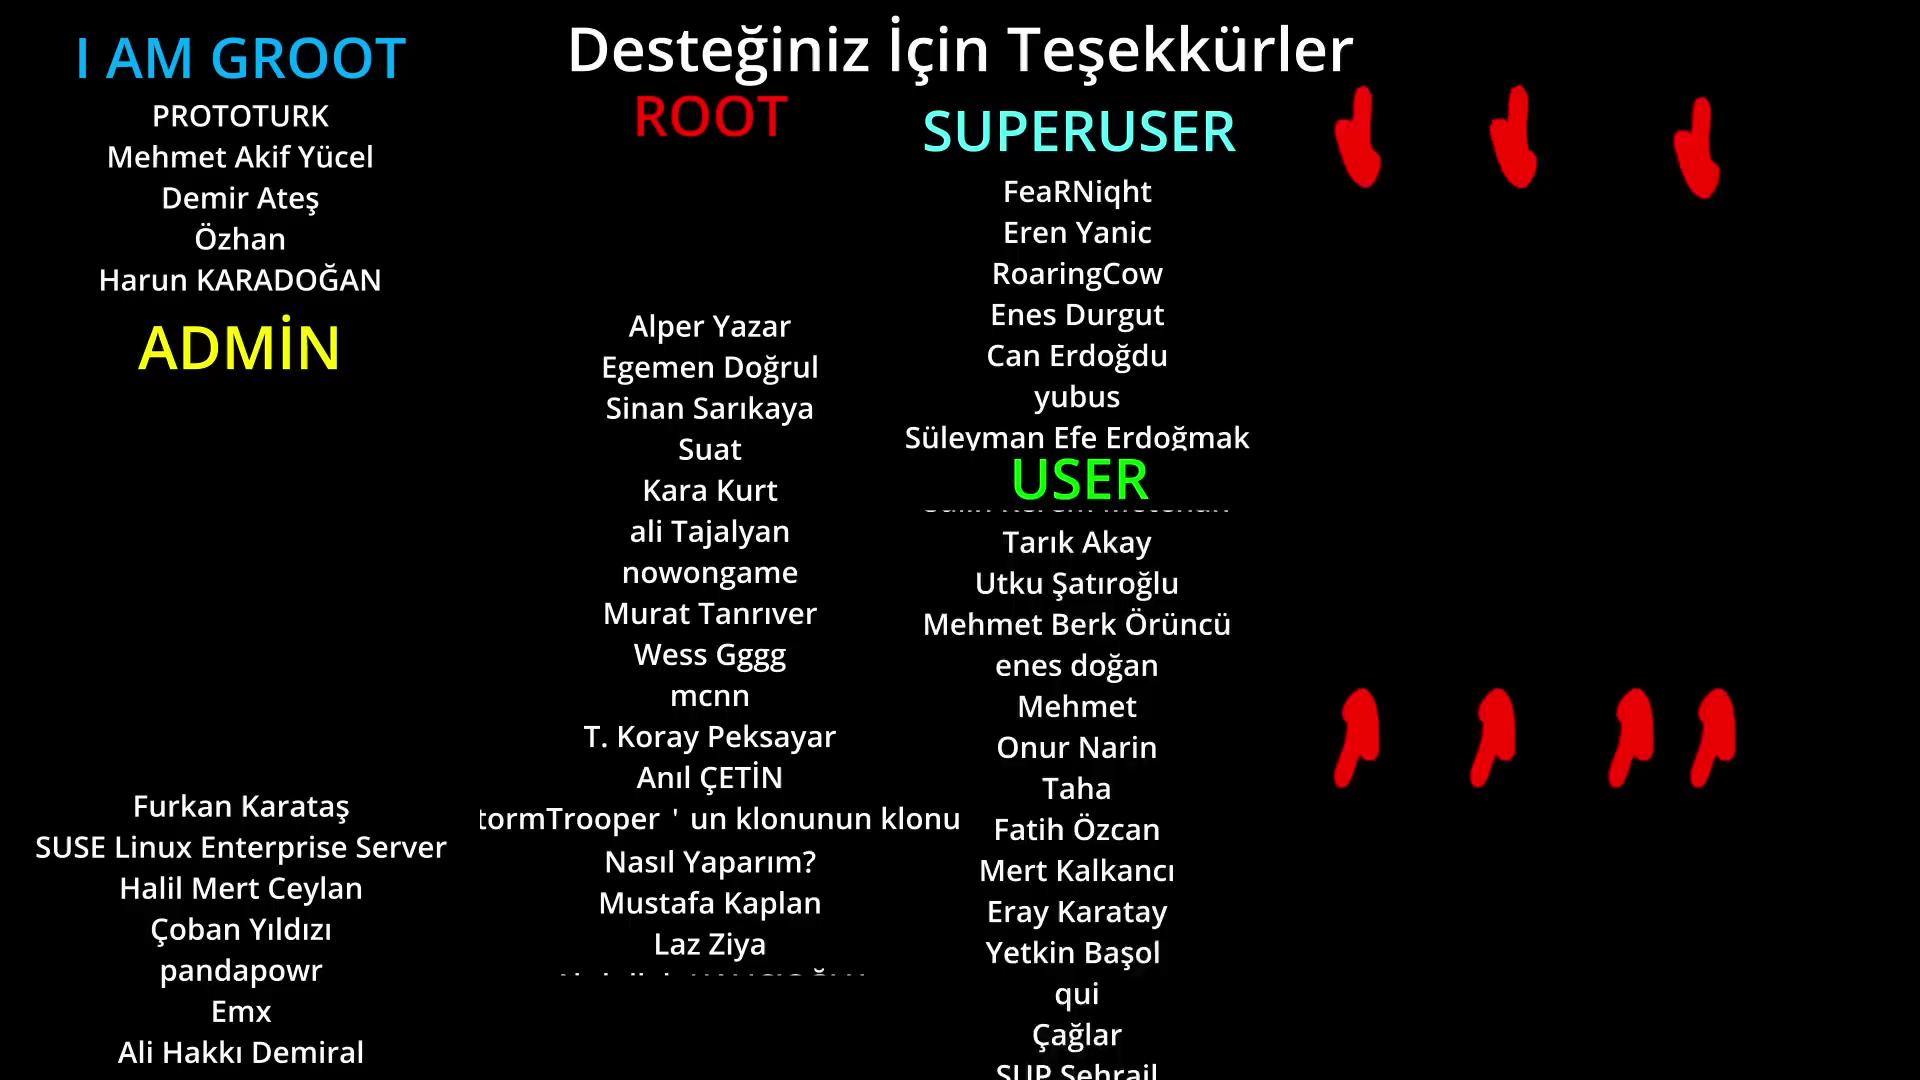 Desteğiniz İçin Teşekkürler
I AM GROOT
PROTOTURK
Mehmet Akif Yücel
Demir Ateş
Özhan
Harun KARADOĞAN
ADMİN
Furkan Karataş
SUSE Linux Enterprise Server
Halil Mert Ceylan
Çoban Yıldızı
pandapowr
Emx
Ali Hakkı Demiral
ROOT
Alper Yazar
Egemen Doğrul
Sinan Sarıkaya
Suat
Kara Kurt
ali Tajalyan
nowongame
Murat Tanrıver
Wess Gggg
mcnn
T. Koray Peksayar
Anıl ÇETİN
tormTrooper ' un klonunun klonu
Nasıl Yaparım?
Mustafa Kaplan
Laz Ziya
SUPERUSER
FeaRNiqht
Eren Yanic
RoaringCow
Enes Durgut
Can Erdoğdu
yubus
Süleyman Efe Erdoğmak
USER
Tarık Akay
Utku Şatıroğlu
Mehmet Berk Örüncü
enes doğan
Mehmet
Onur Narin
Taha
Fatih Özcan
Mert Kalkancı
Eray Karatay
Yetkin Başol
qui
Çağlar
SUP Sehrail